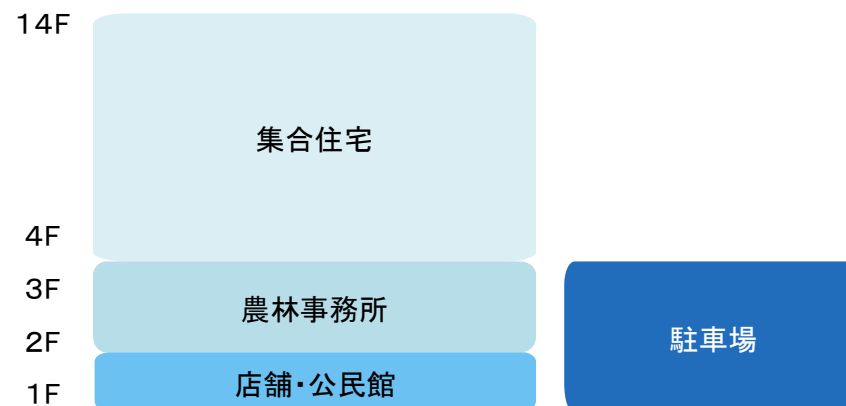 14F
集合住宅
4F
3F
農林事務所
2F
駐車場
店舗・公民館
1F